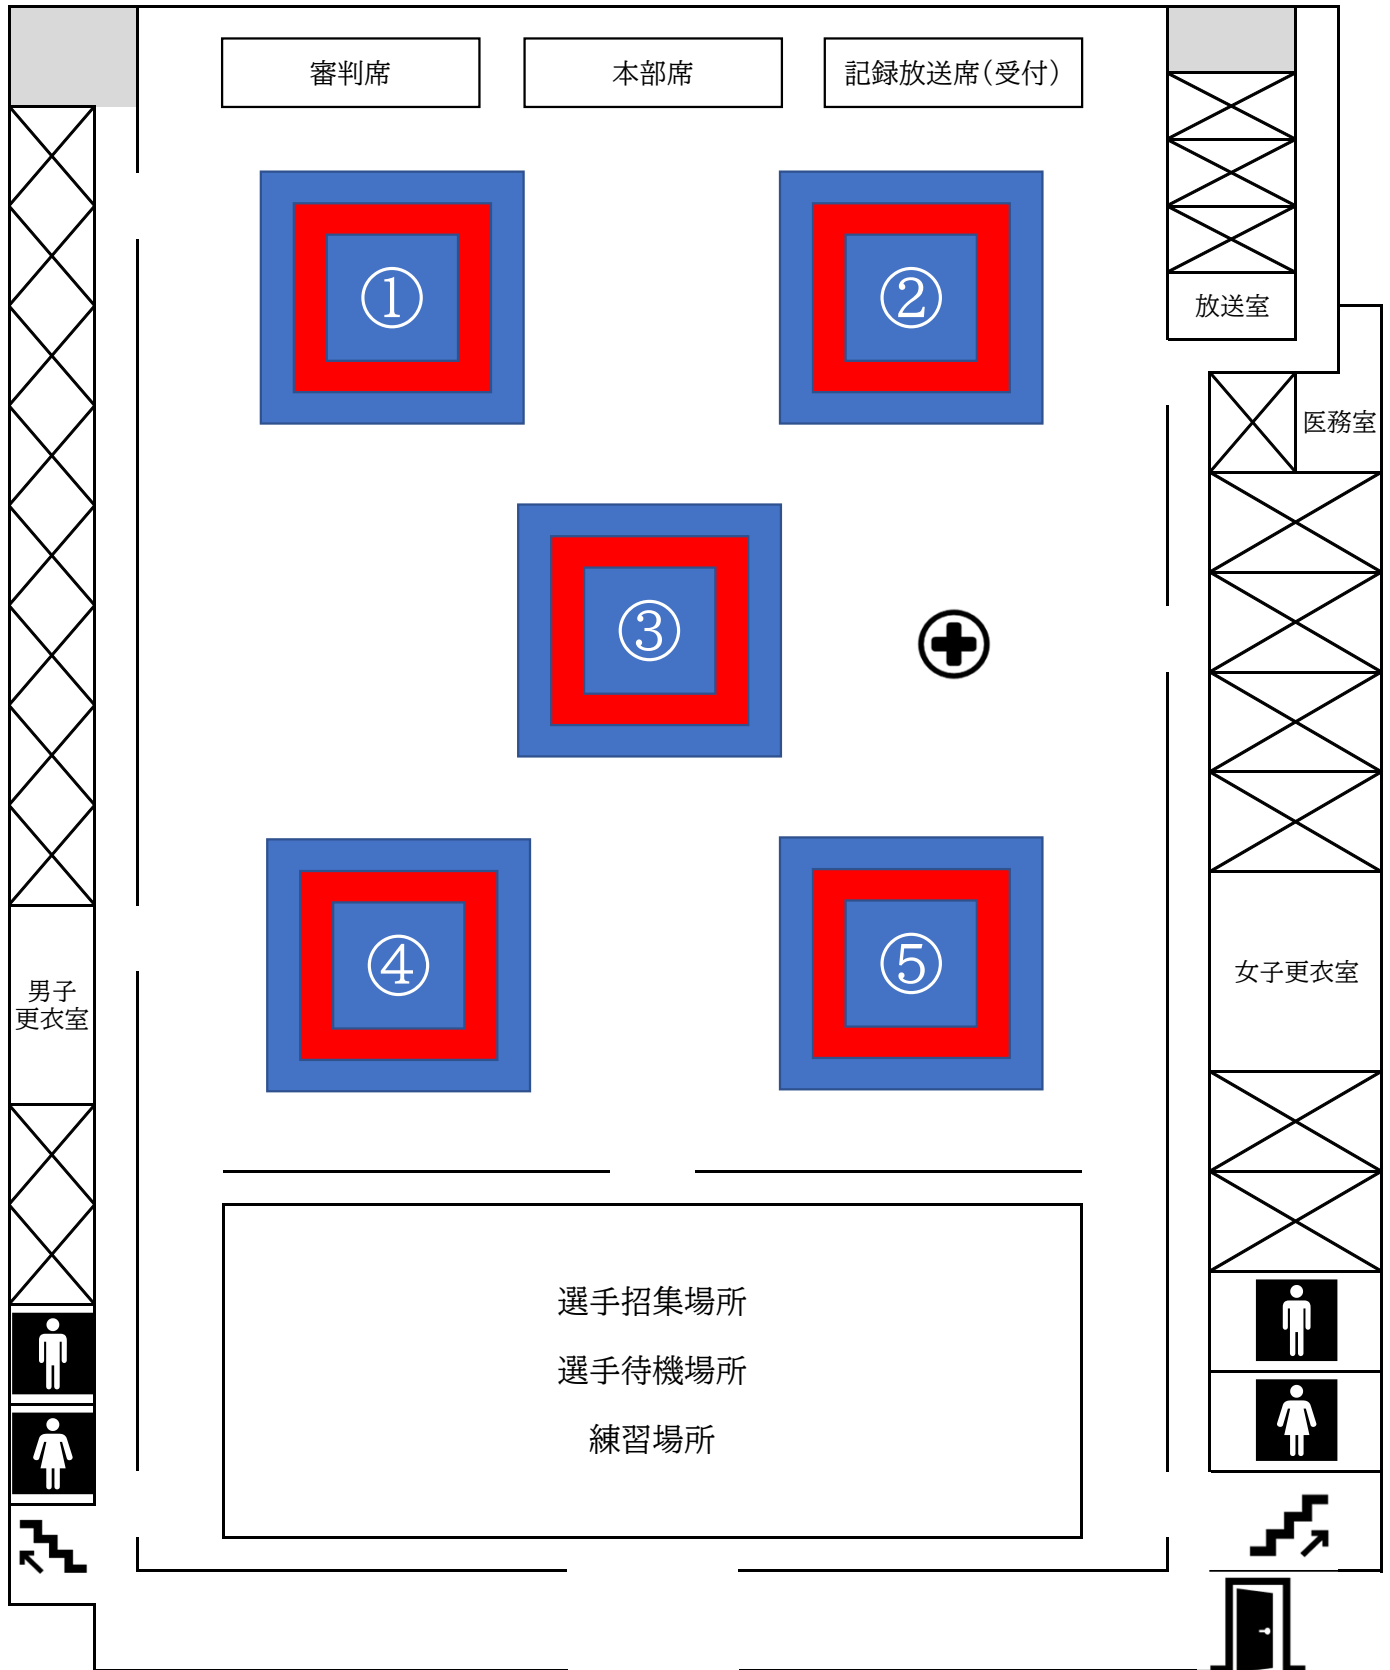 審判席
本部席
記録放送席（受付）
①
②
放送室
医務室
③
④
⑤
男子
更衣室
女子更衣室
選手招集場所
選手待機場所
練習場所